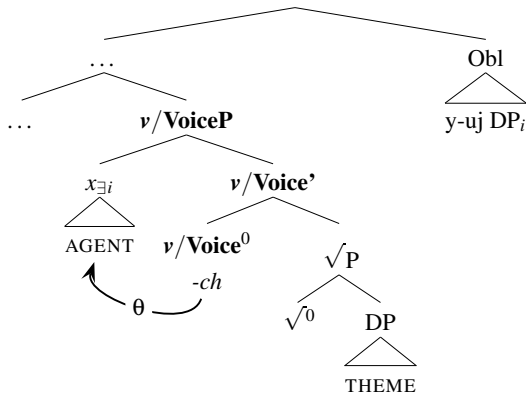 … Obl
… v/VoiceP y-uj DPᵢ
x∃ᵢ v/Voice’
AGENT v/Voice⁰ √P
-ch
θ √⁰ DP
THEME